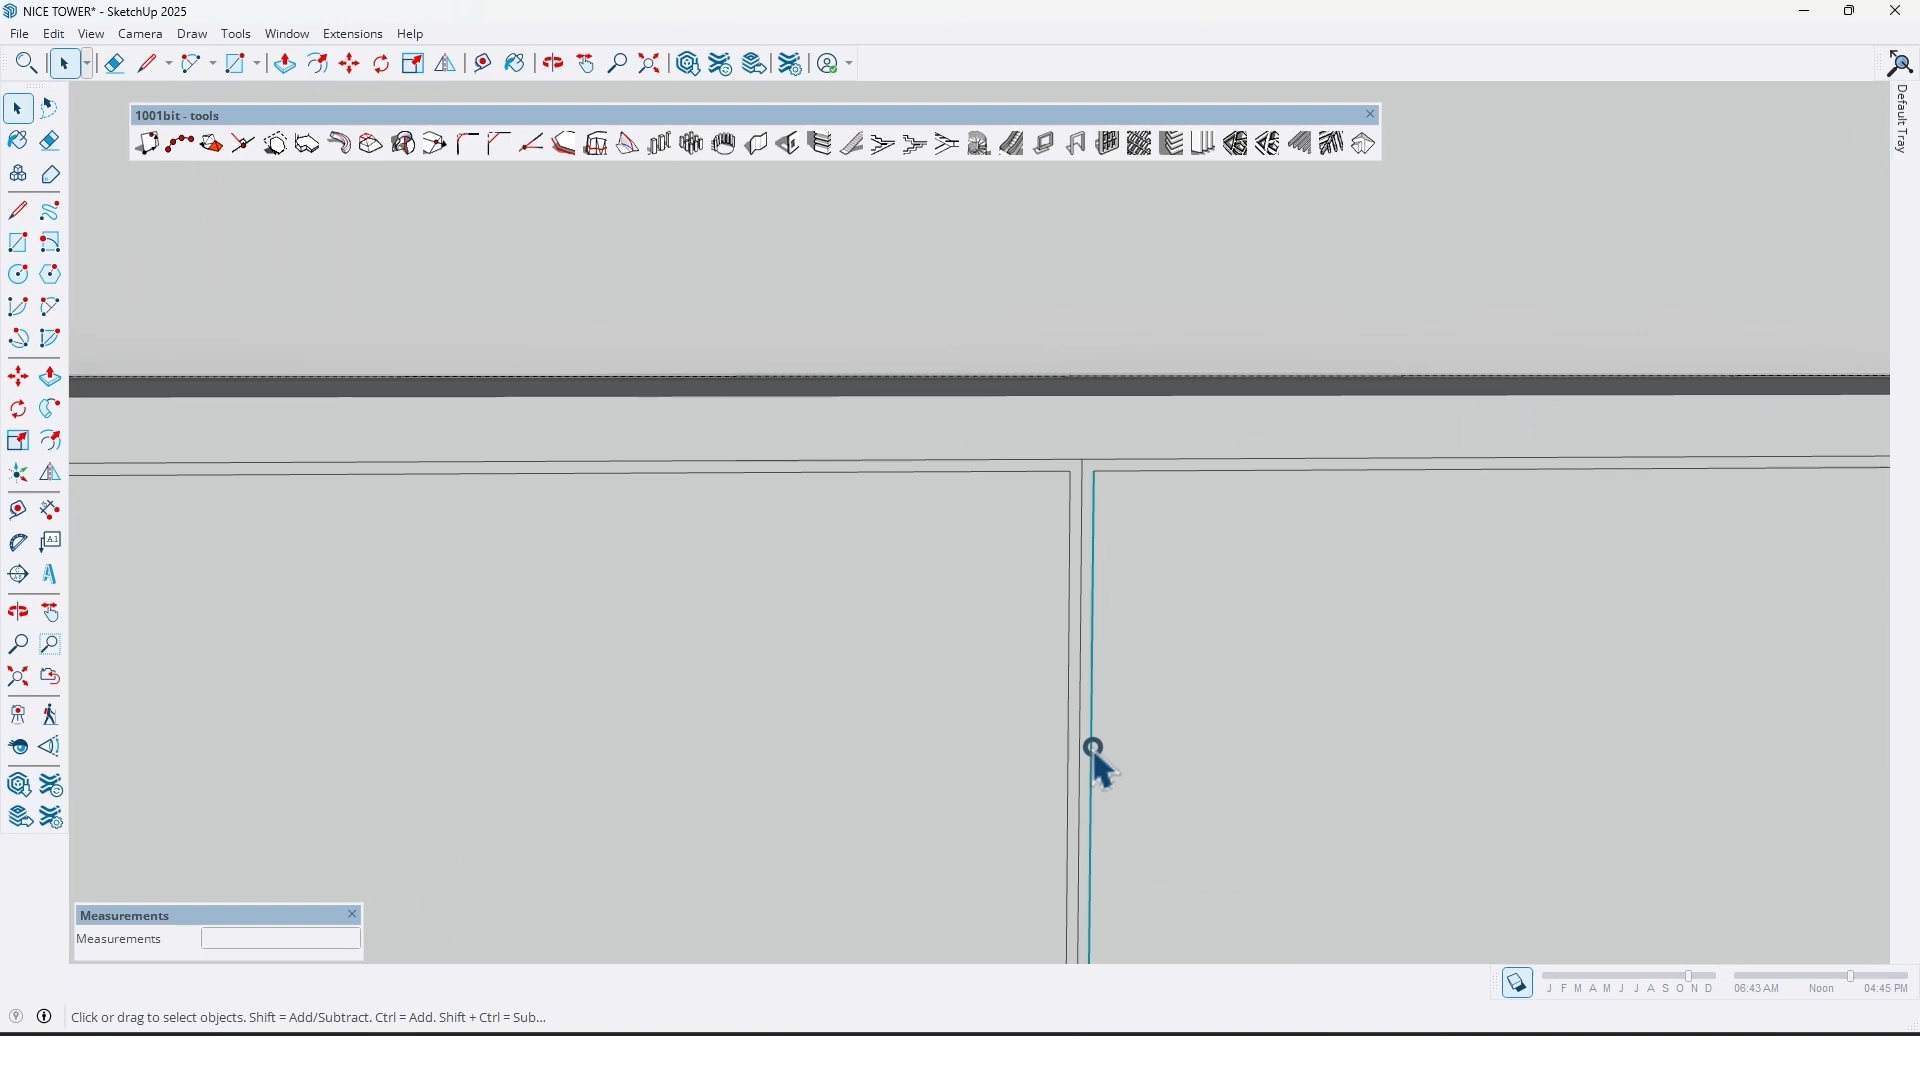 NICE TOWER* - SketchUp 2025
File Edit View Camera Draw Tools Window Extensions Help
1001bit - tools
Default Tray
A1
Measurements
Measurements
J F M A M J J A S O N D
06:43 AM Noon 04:45 PM
Click or drag to select objects. Shift = Add/Subtract. Ctrl = Add. Shift + Ctrl = Sub...